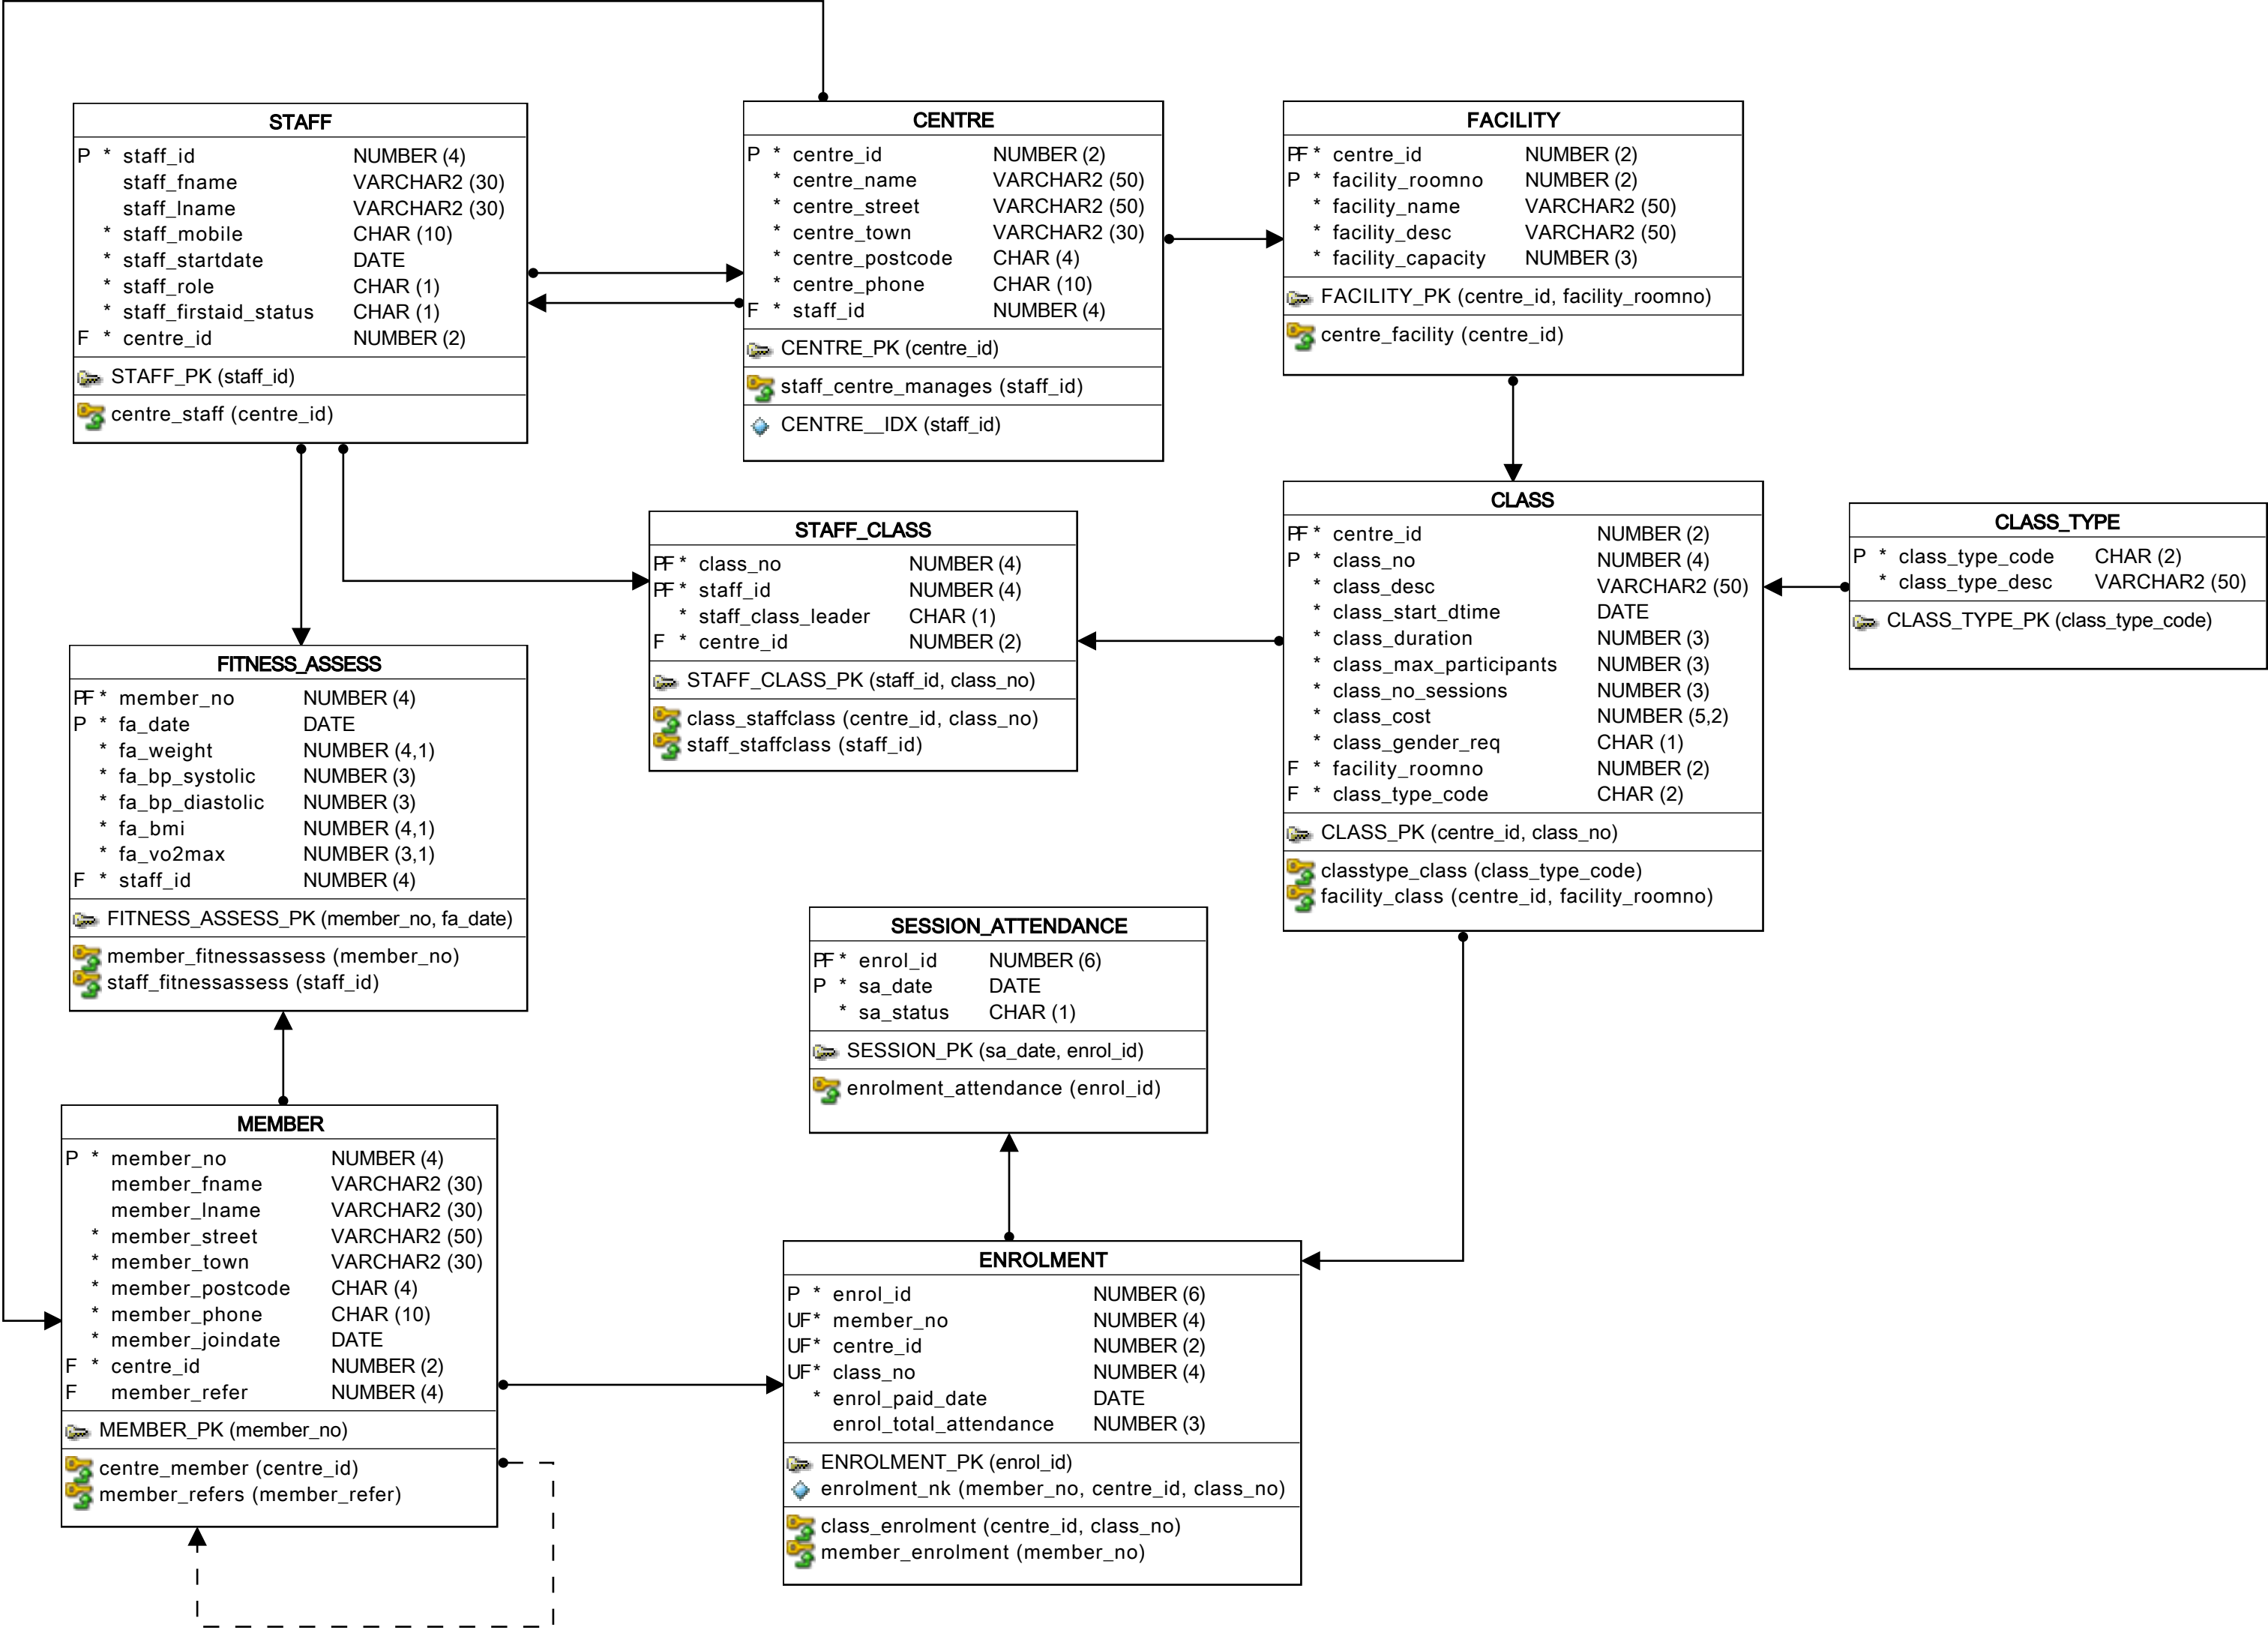 STAFF
P * staff_id NUMBER (4)
staff_fname VARCHAR2 (30)
staff_lname VARCHAR2 (30)
* staff_mobile CHAR (10)
* staff_startdate DATE
* staff_role CHAR (1)
* staff_firstaid_status CHAR (1)
F * centre_id NUMBER (2)
STAFF_PK (staff_id)
centre_staff (centre_id)
CENTRE
P * centre_id NUMBER (2)
* centre_name VARCHAR2 (50)
* centre_street VARCHAR2 (50)
* centre_town VARCHAR2 (30)
* centre_postcode CHAR (4)
* centre_phone CHAR (10)
F * staff_id NUMBER (4)
CENTRE_PK (centre_id)
staff_centre_manages (staff_id)
CENTRE__IDX (staff_id)
FACILITY
PF * centre_id NUMBER (2)
P * facility_roomno NUMBER (2)
* facility_name VARCHAR2 (50)
* facility_desc VARCHAR2 (50)
* facility_capacity NUMBER (3)
FACILITY_PK (centre_id, facility_roomno)
centre_facility (centre_id)
STAFF_CLASS
PF * class_no NUMBER (4)
PF * staff_id NUMBER (4)
* staff_class_leader CHAR (1)
F * centre_id NUMBER (2)
STAFF_CLASS_PK (staff_id, class_no)
class_staffclass (centre_id, class_no)
staff_staffclass (staff_id)
CLASS
PF * centre_id NUMBER (2)
P * class_no NUMBER (4)
* class_desc VARCHAR2 (50)
* class_start_dtime DATE
* class_duration NUMBER (3)
* class_max_participants NUMBER (3)
* class_no_sessions NUMBER (3)
* class_cost NUMBER (5,2)
* class_gender_req CHAR (1)
F * facility_roomno NUMBER (2)
F * class_type_code CHAR (2)
CLASS_PK (centre_id, class_no)
classtype_class (class_type_code)
facility_class (centre_id, facility_roomno)
CLASS_TYPE
P * class_type_code CHAR (2)
* class_type_desc VARCHAR2 (50)
CLASS_TYPE_PK (class_type_code)
FITNESS_ASSESS
PF * member_no NUMBER (4)
P * fa_date DATE
* fa_weight NUMBER (4,1)
* fa_bp_systolic NUMBER (3)
* fa_bp_diastolic NUMBER (3)
* fa_bmi NUMBER (4,1)
* fa_vo2max NUMBER (3,1)
F * staff_id NUMBER (4)
FITNESS_ASSESS_PK (member_no, fa_date)
member_fitnessassess (member_no)
staff_fitnessassess (staff_id)
SESSION_ATTENDANCE
PF * enrol_id NUMBER (6)
P * sa_date DATE
* sa_status CHAR (1)
SESSION_PK (sa_date, enrol_id)
enrolment_attendance (enrol_id)
MEMBER
P * member_no NUMBER (4)
member_fname VARCHAR2 (30)
member_lname VARCHAR2 (30)
* member_street VARCHAR2 (50)
* member_town VARCHAR2 (30)
* member_postcode CHAR (4)
* member_phone CHAR (10)
* member_joindate DATE
F * centre_id NUMBER (2)
F member_refer NUMBER (4)
MEMBER_PK (member_no)
centre_member (centre_id)
member_refers (member_refer)
ENROLMENT
P * enrol_id NUMBER (6)
UF * member_no NUMBER (4)
UF * centre_id NUMBER (2)
UF * class_no NUMBER (4)
* enrol_paid_date DATE
enrol_total_attendance NUMBER (3)
ENROLMENT_PK (enrol_id)
enrolment_nk (member_no, centre_id, class_no)
class_enrolment (centre_id, class_no)
member_enrolment (member_no)